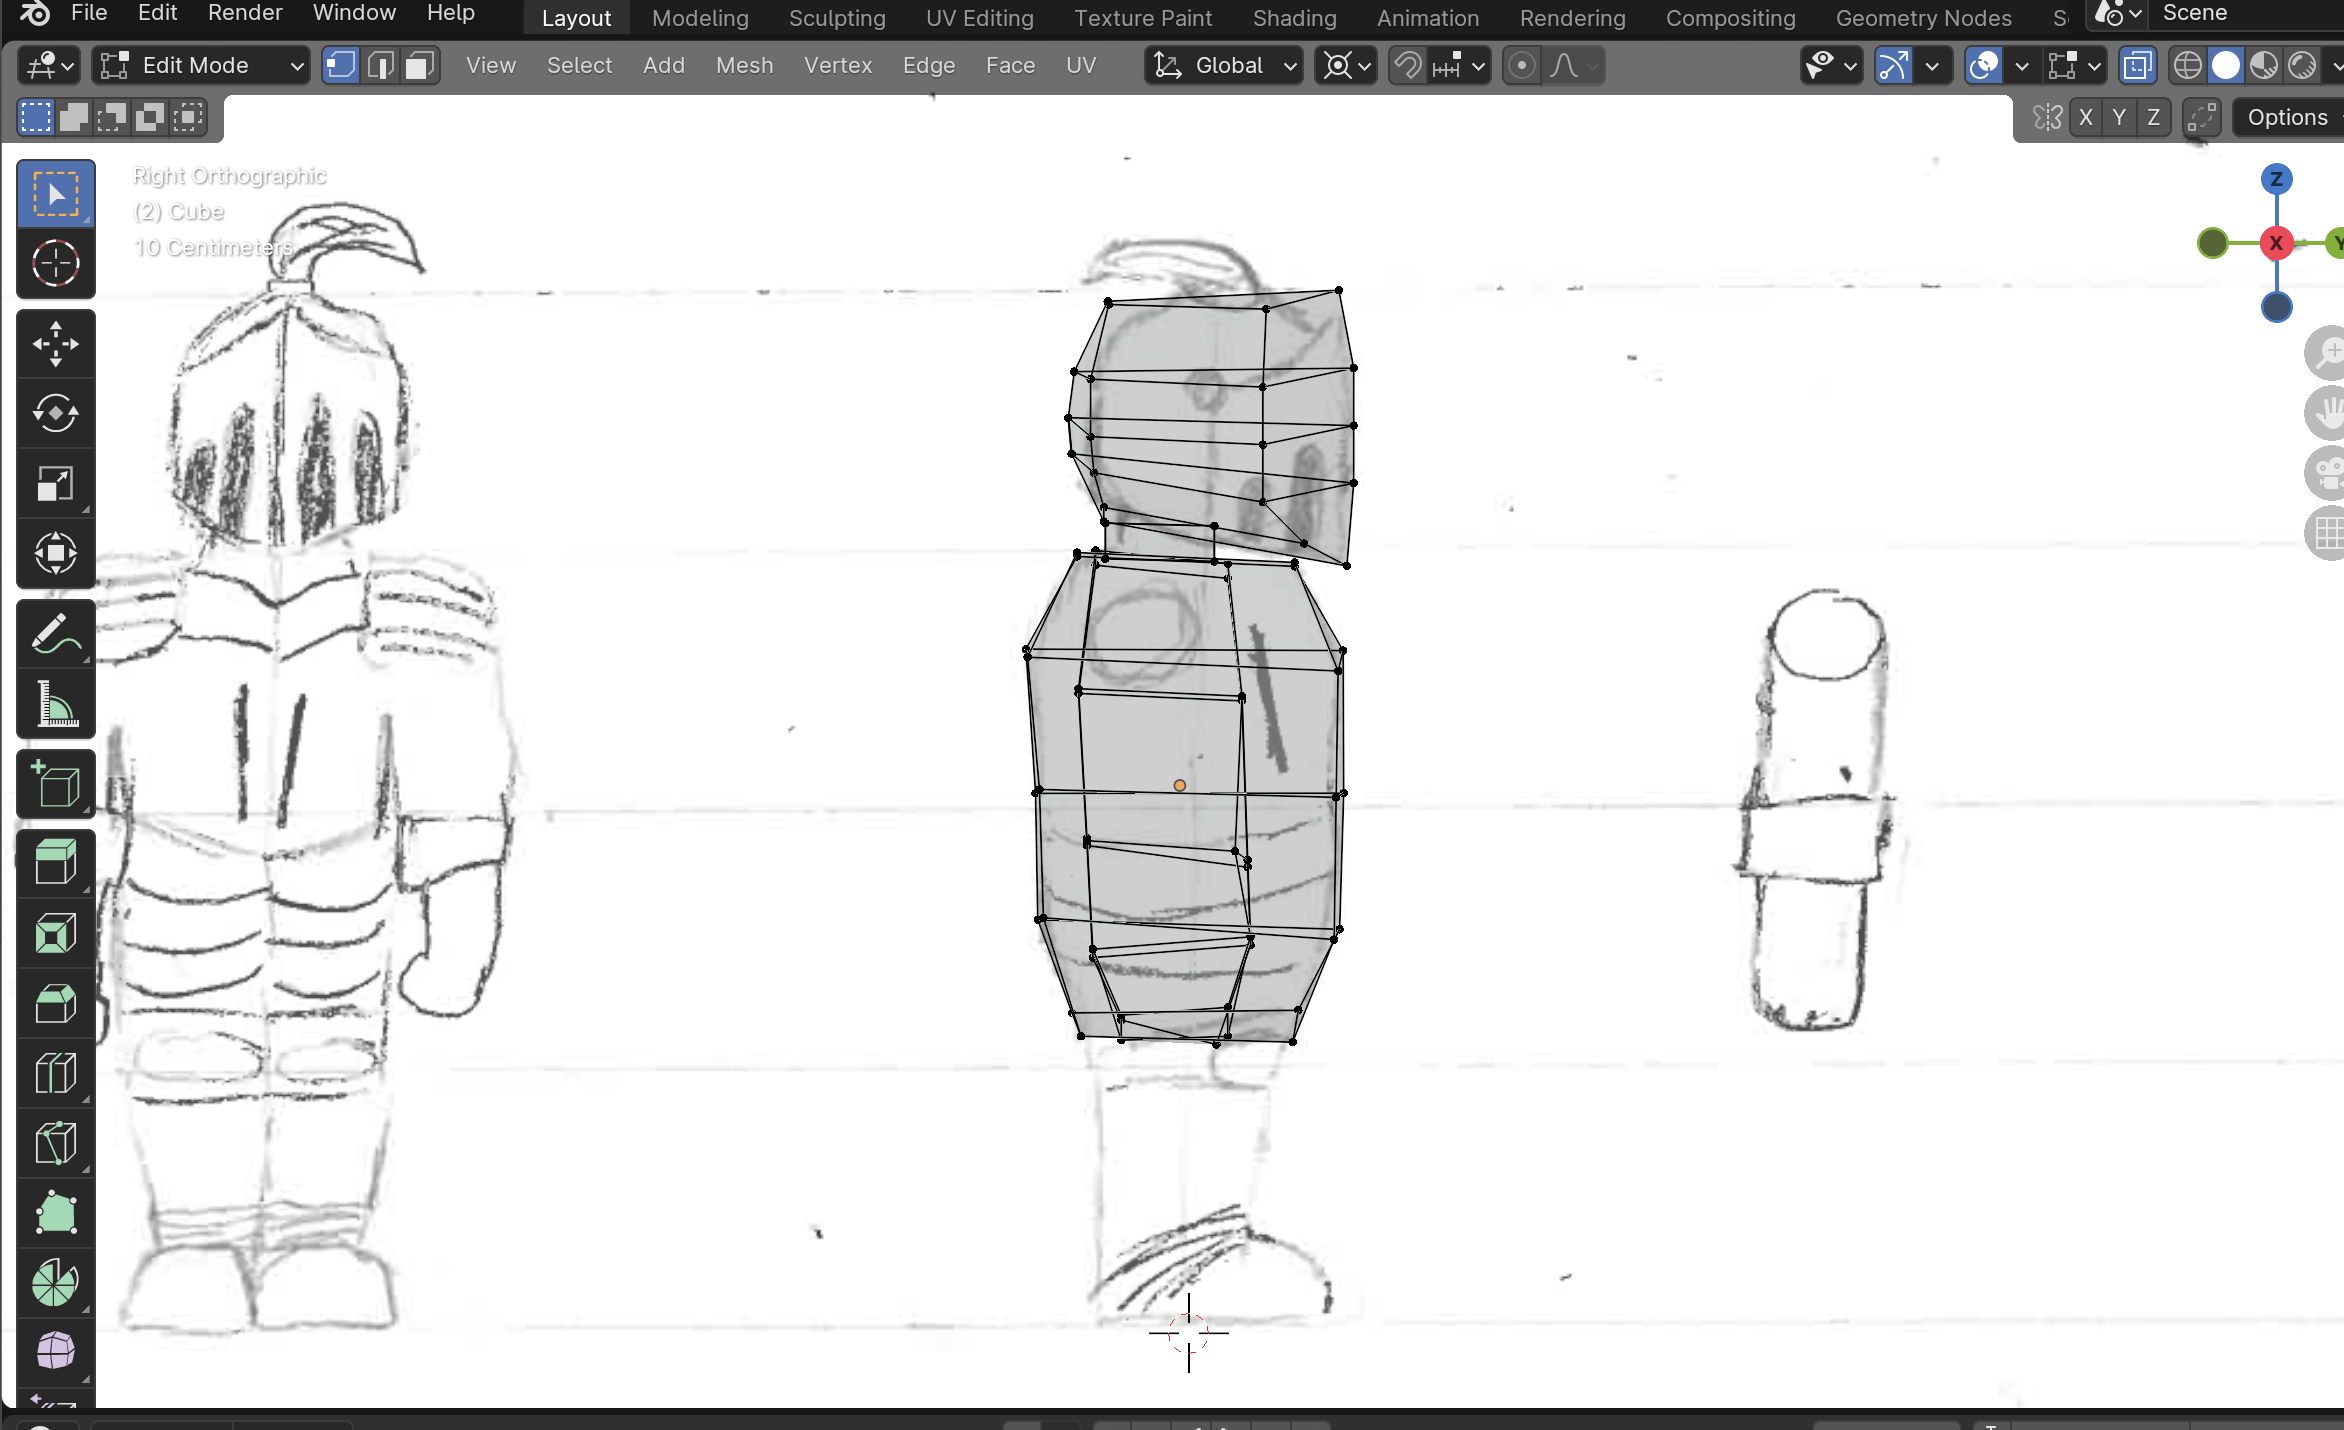 File Edit Render Window Help Layout Modeling Sculpting UV Editing Texture Paint Shading Animation Rendering Compositing Geometry Nodes Scene
Edit Mode View Select Add Mesh Vertex Edge Face UV Global
X Y Z Options
Right Orthographic
(2) Cube
10 Centimeters
Z
X Y